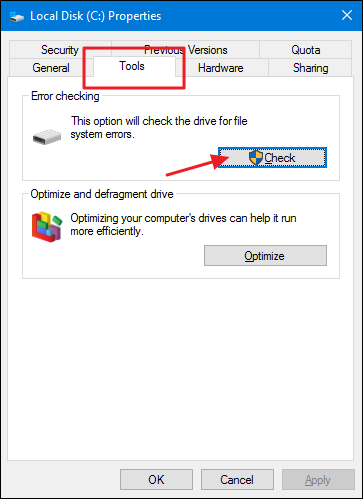 Local Disk (C:) Properties
Security Previous Versions Quota
General Tools Hardware Sharing
Error checking
This option will check the drive for file
system errors.
Check
Optimize and defragment drive
Optimizing your computer's drives can help it run
more efficiently.
Optimize
OK Cancel Apply